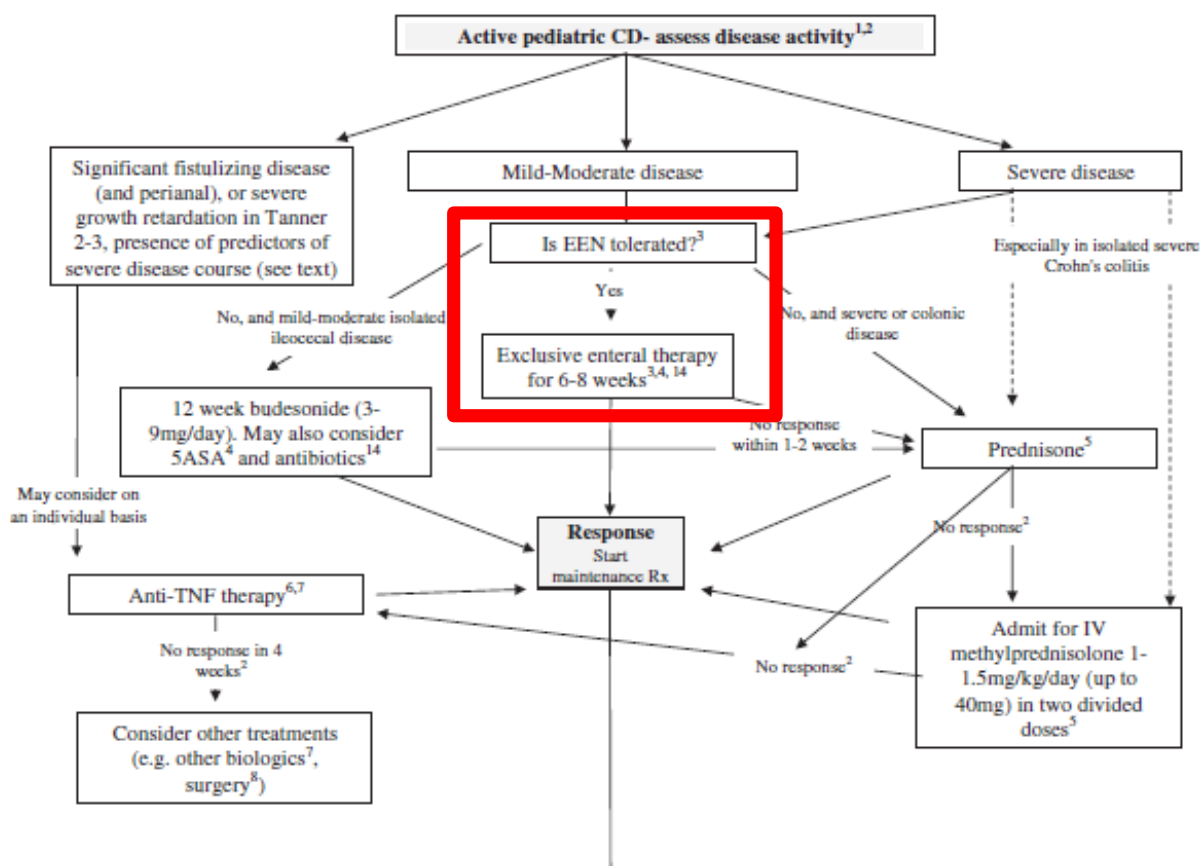 Active pediatric CD- assess disease activity1,2
Significant fistulizing disease
(and perianal), or severe
growth retardation in Tanner
2-3, presence of predictors of
severe disease course (see text)
Mild-Moderate disease
Severe disease
Is EEN tolerated?3
Especially in isolated severe
Crohn's colitis
Yes
No, and mild-moderate isolated
ileocecal disease
No, and severe or colonic
disease
Exclusive enteral therapy
for 6-8 weeks3,4, 14
12 week budesonide (3-
9mg/day). May also consider
5ASA4 and antibiotics14
No response
within 1-2 weeks
Prednisone5
May consider on
an individual basis
Response
Start
maintenance Rx
No response2
Anti-TNF therapy6,7
No response in 4
weeks2
No response2
Admit for IV
methylprednisolone 1-
1.5mg/kg/day (up to
40mg) in two divided
doses5
Consider other treatments
(e.g. other biologics7,
surgery8)